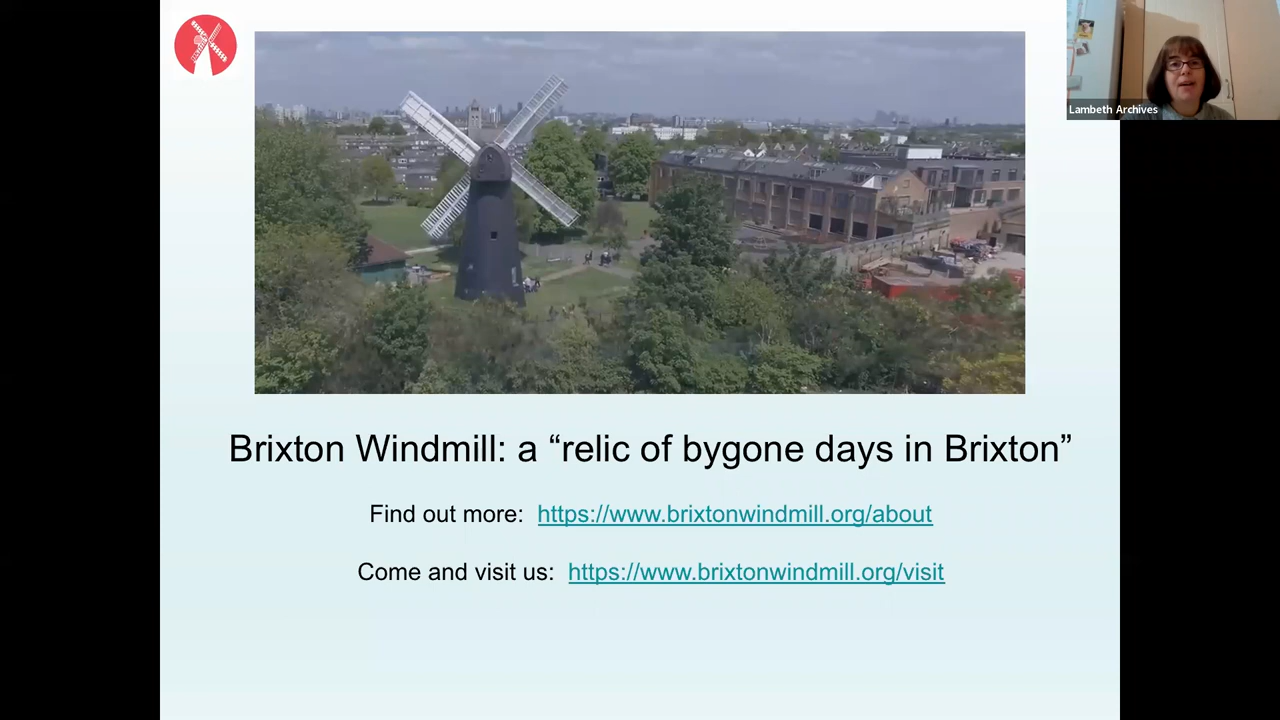 Lambeth Archives
Brixton Windmill: a “relic of bygone days in Brixton”
Find out more: https://www.brixtonwindmill.org/about
Come and visit us: https://www.brixtonwindmill.org/visit